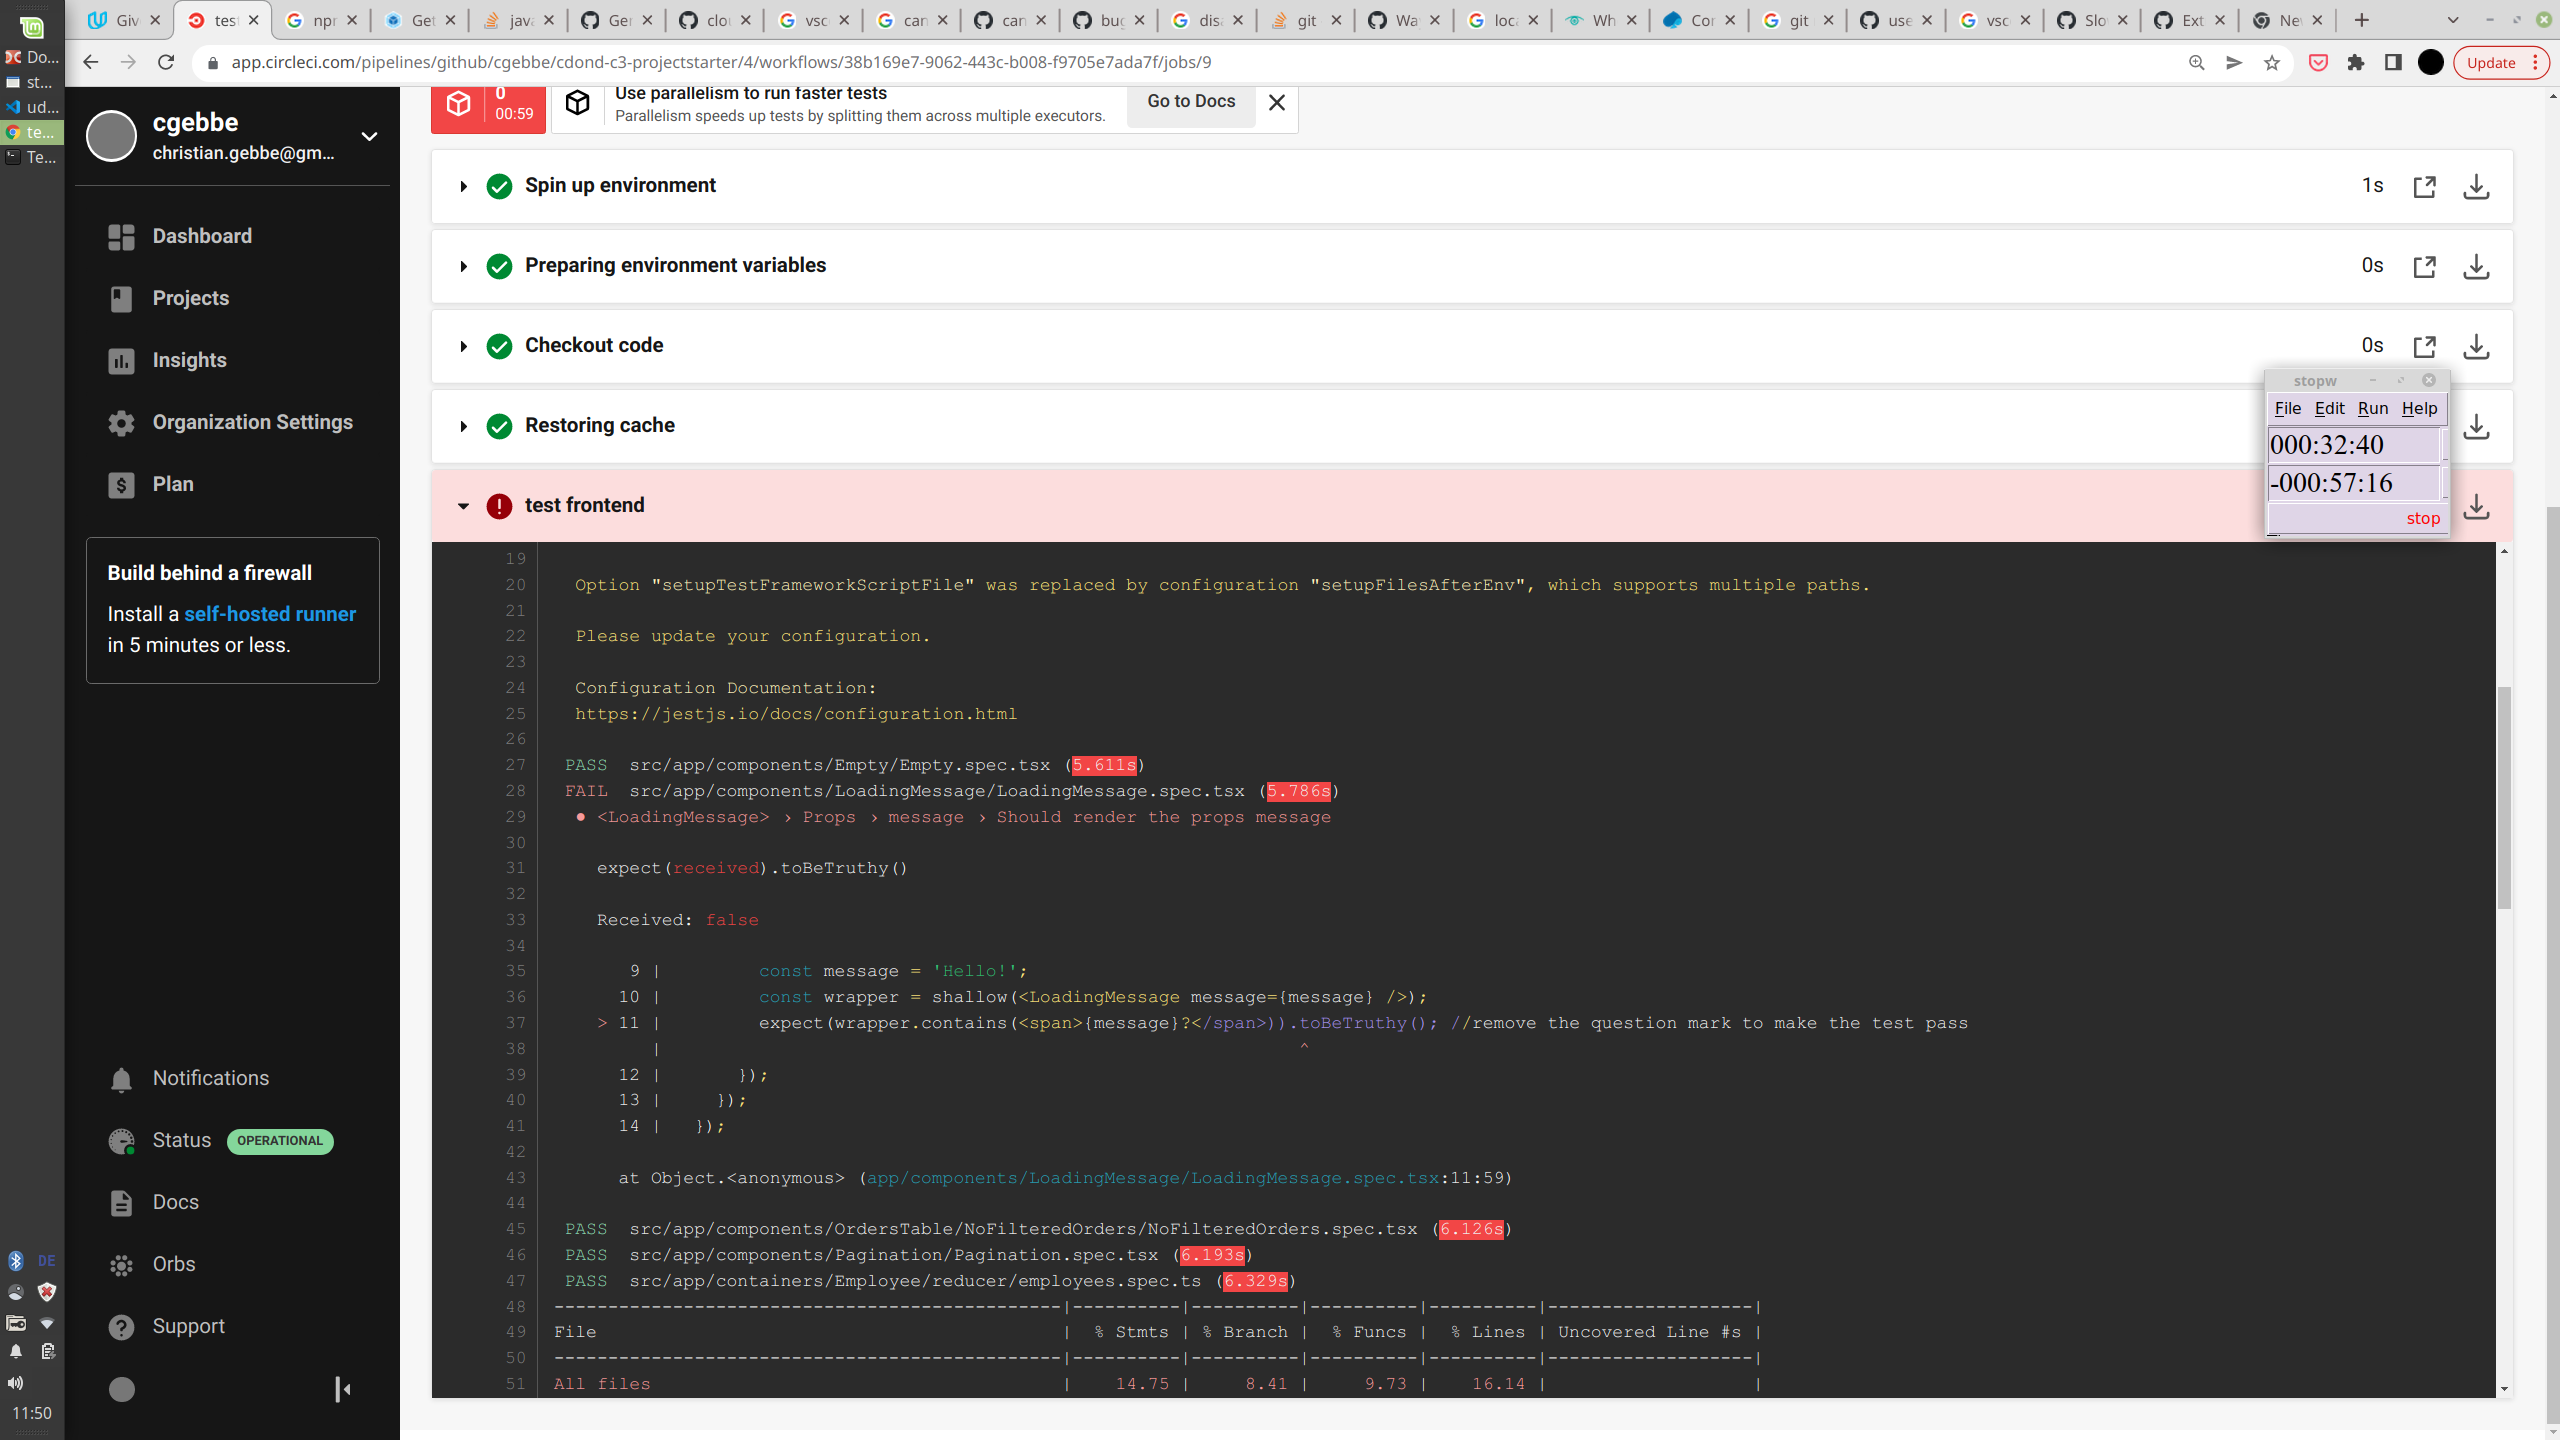 Giv
test
npr
Get
java
Ger
clou
vsc
can
can
bug
disa
git
Way
loca
Wh
Cor
git
use
vsc
Slo
Ext
Nev
app.circleci.com/pipelines/github/cgebbe/cdond-c3-projectstarter/4/workflows/38b169e7-9062-443c-b008-f9705e7ada7f/jobs/9
Update
Do...
st...
ud...
te...
Te...
DE
11:50
cgebbe
christian.gebbe@gm...
Dashboard
Projects
Insights
Organization Settings
Plan
Build behind a firewall
Install a self-hosted runner
in 5 minutes or less.
Notifications
Status OPERATIONAL
Docs
Orbs
Support
0
00:59
Use parallelism to run faster tests
Parallelism speeds up tests by splitting them across multiple executors.
Go to Docs
Spin up environment 1s
Preparing environment variables 0s
Checkout code 0s
Restoring cache
test frontend
stopw
File Edit Run Help
000:32:40
-000:57:16
stop
19
20 Option "setupTestFrameworkScriptFile" was replaced by configuration "setupFilesAfterEnv", which supports multiple paths.
21
22 Please update your configuration.
23
24 Configuration Documentation:
25 https://jestjs.io/docs/configuration.html
26
27 PASS src/app/components/Empty/Empty.spec.tsx (5.611s)
28 FAIL src/app/components/LoadingMessage/LoadingMessage.spec.tsx (5.786s)
29 ● <LoadingMessage> › Props › message › Should render the props message
30
31 expect(received).toBeTruthy()
32
33 Received: false
34
35 9 | const message = 'Hello!';
36 10 | const wrapper = shallow(<LoadingMessage message={message} />);
37 > 11 | expect(wrapper.contains(<span>{message}?</span>)).toBeTruthy(); //remove the question mark to make the test pass
38 | ^
39 12 | });
40 13 | });
41 14 | });
42
43 at Object.<anonymous> (app/components/LoadingMessage/LoadingMessage.spec.tsx:11:59)
44
45 PASS src/app/components/OrdersTable/NoFilteredOrders/NoFilteredOrders.spec.tsx (6.126s)
46 PASS src/app/components/Pagination/Pagination.spec.tsx (6.193s)
47 PASS src/app/containers/Employee/reducer/employees.spec.ts (6.329s)
48 -----------------------------------------------|----------|----------|----------|----------|-------------------|
49 File | % Stmts | % Branch | % Funcs | % Lines | Uncovered Line #s |
50 -----------------------------------------------|----------|----------|----------|----------|-------------------|
51 All files | 14.75 | 8.41 | 9.73 | 16.14 | |